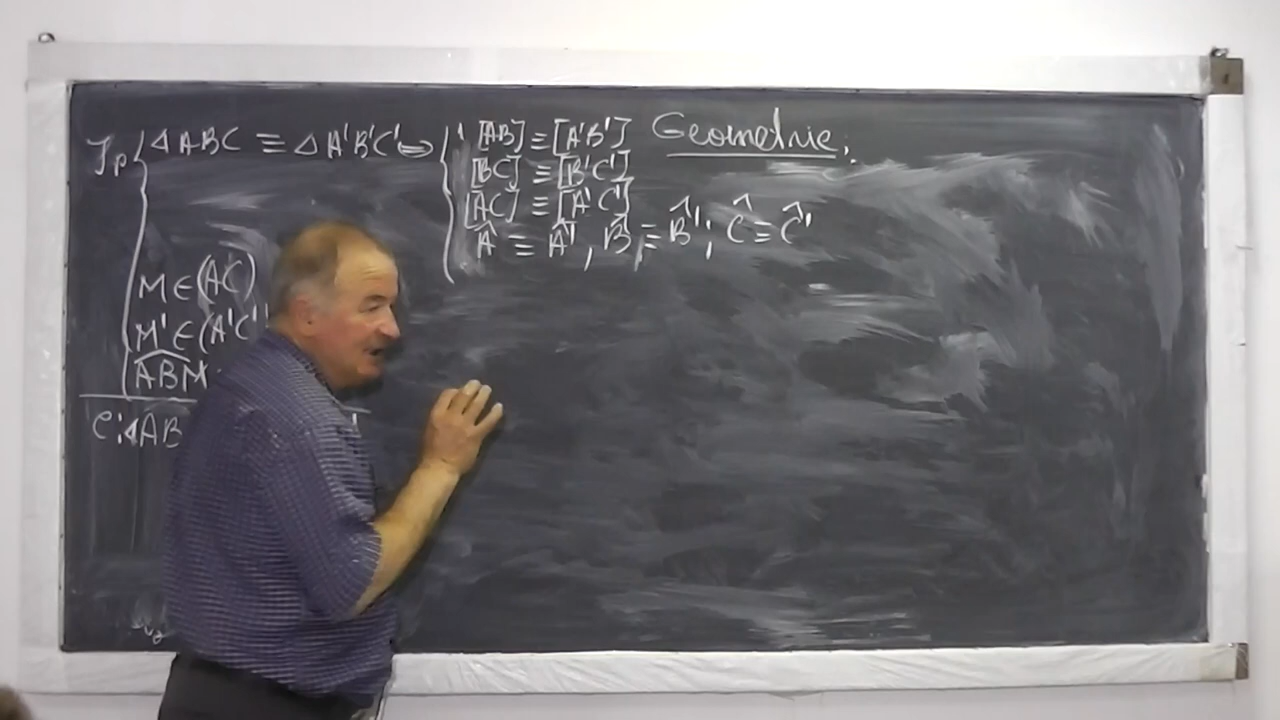 Geometrie;
Ip { △ABC ≡ △A'B'C' ⇔ { [AB] ≡ [A'B']
[BC] ≡ [B'C']
[AC] ≡ [A'C']
Â ≡ Â', B̂ ≡ B̂'; Ĉ ≡ Ĉ'
M ∈ (AC)
M' ∈ (A'C'
ABM
C: △AB